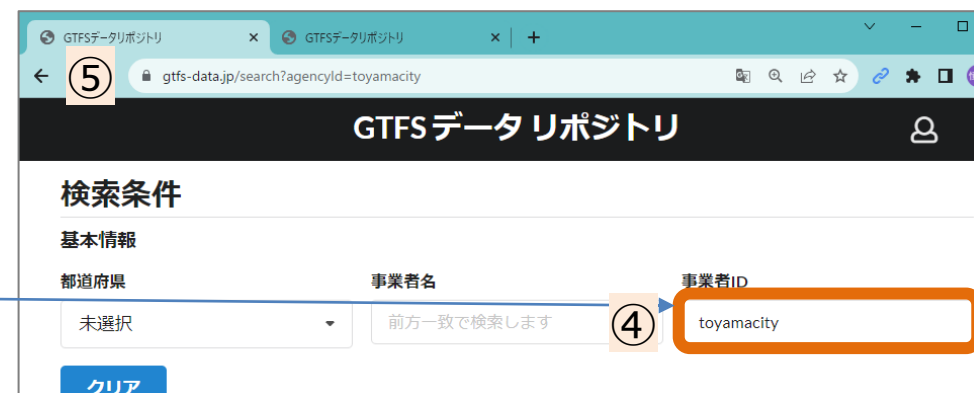 GTFSデータリポジトリ
GTFSデータリポジトリ
⑤
gtfs-data.jp/search?agencyId=toyamacity
GTFS データ リポジトリ
検索条件
基本情報
都道府県 事業者名 事業者ID
未選択 前方一致で検索します ④ toyamacity
クリア